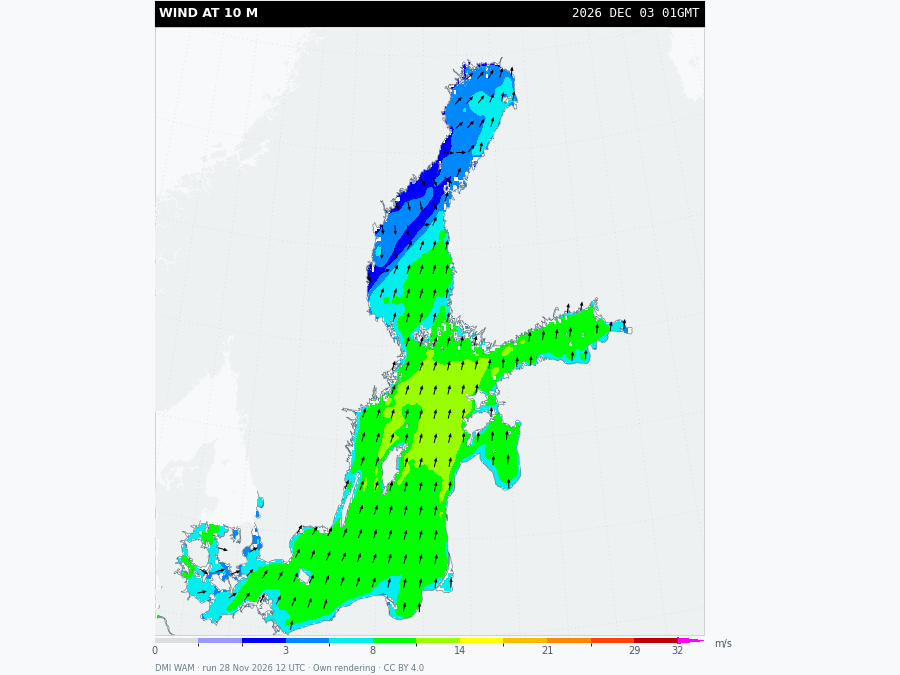 WIND AT 10 M 2026 DEC 03 01GMT
0 3 8 14 21 29 32 m/s
DMI WAM · run 28 Nov 2026 12 UTC · Own rendering · CC BY 4.0